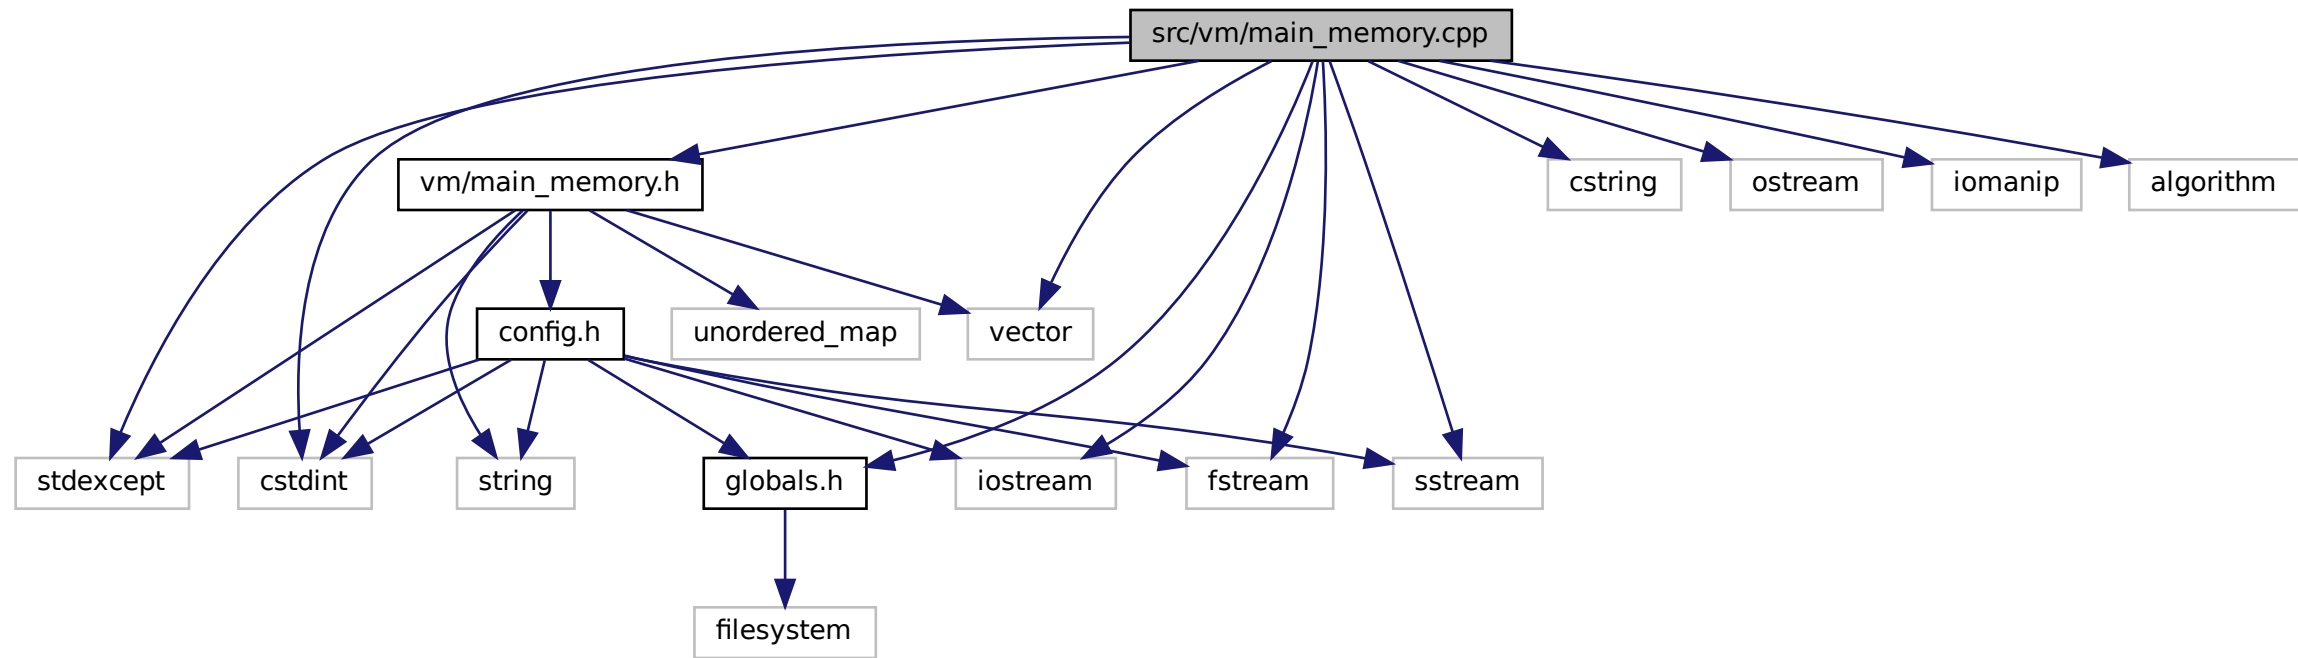 src/vm/main_memory.cpp
vm/main_memory.h
cstring
ostream
iomanip
algorithm
config.h
unordered_map
vector
stdexcept
cstdint
string
globals.h
iostream
fstream
sstream
filesystem